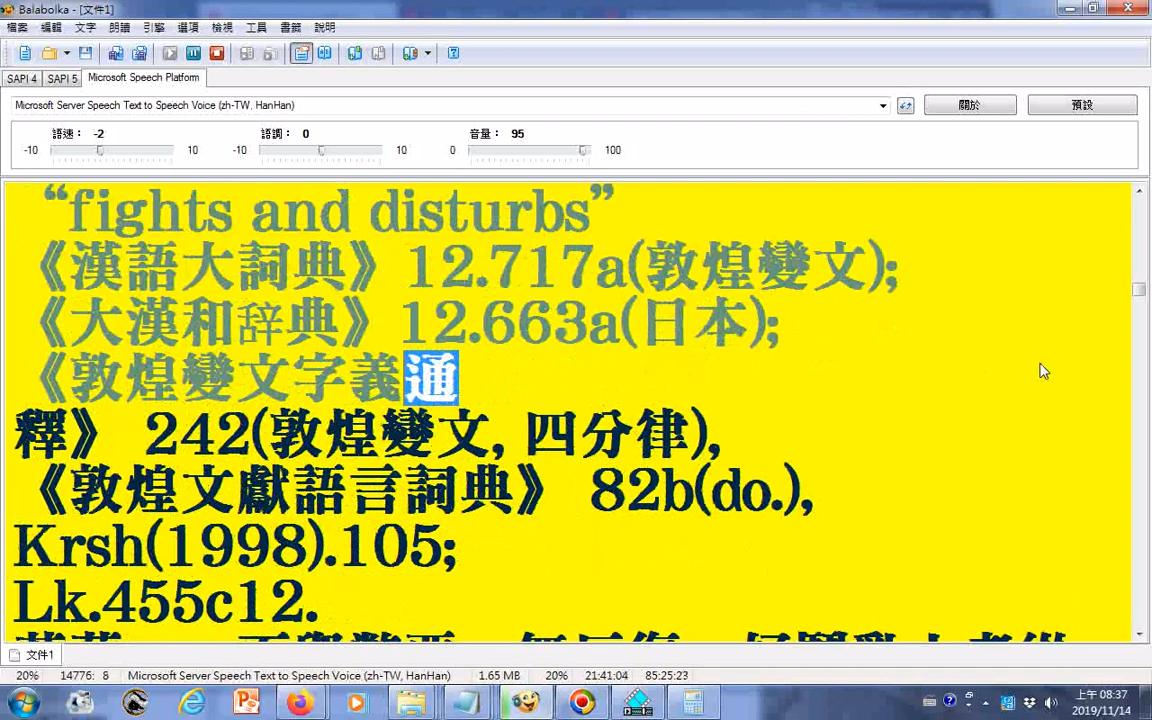 Balabolka - [文件1]
檔案 編輯 文字 朗讀 引擎 選項 檢視 工具 書籤 說明
SAPI 4 SAPI 5 Microsoft Speech Platform
Microsoft Server Speech Text to Speech Voice (zh-TW, HanHan) 關於 預設
語速： -2 語調： 0 音量： 95
-10 10 -10 10 0 100
“fights and disturbs”
《漢語大詞典》 12.717a(敦煌變文);
《大漢和辞典》 12.663a(日本);
《敦煌變文字義通
釋》 242(敦煌變文, 四分律),
《敦煌文獻語言詞典》 82b(do.),
Krsh(1998).105;
Lk.455c12.
文件1
20% 14776: 8 Microsoft Server Speech Text to Speech Voice (zh-TW, HanHan) 1.65 MB 20% 21:41:04 85:25:23
上午 08:37
2019/11/14